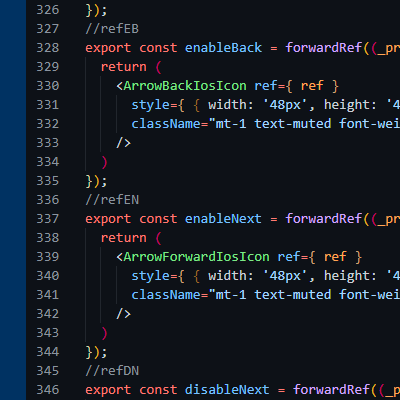 326 });
327 //refEB
328 export const enableBack = forwardRef((_pr
329 return (
330 <ArrowBackIosIcon ref={ ref }
331 style={ { width: '48px', height: '4
332 className="mt-1 text-muted font-wei
333 />
334 )
335 });
336 //refEN
337 export const enableNext = forwardRef((_pr
338 return (
339 <ArrowForwardIosIcon ref={ ref }
340 style={ { width: '48px', height: '4
341 className="mt-1 text-muted font-wei
342 />
343 )
344 });
345 //refDN
346 export const disableNext = forwardRef((_p